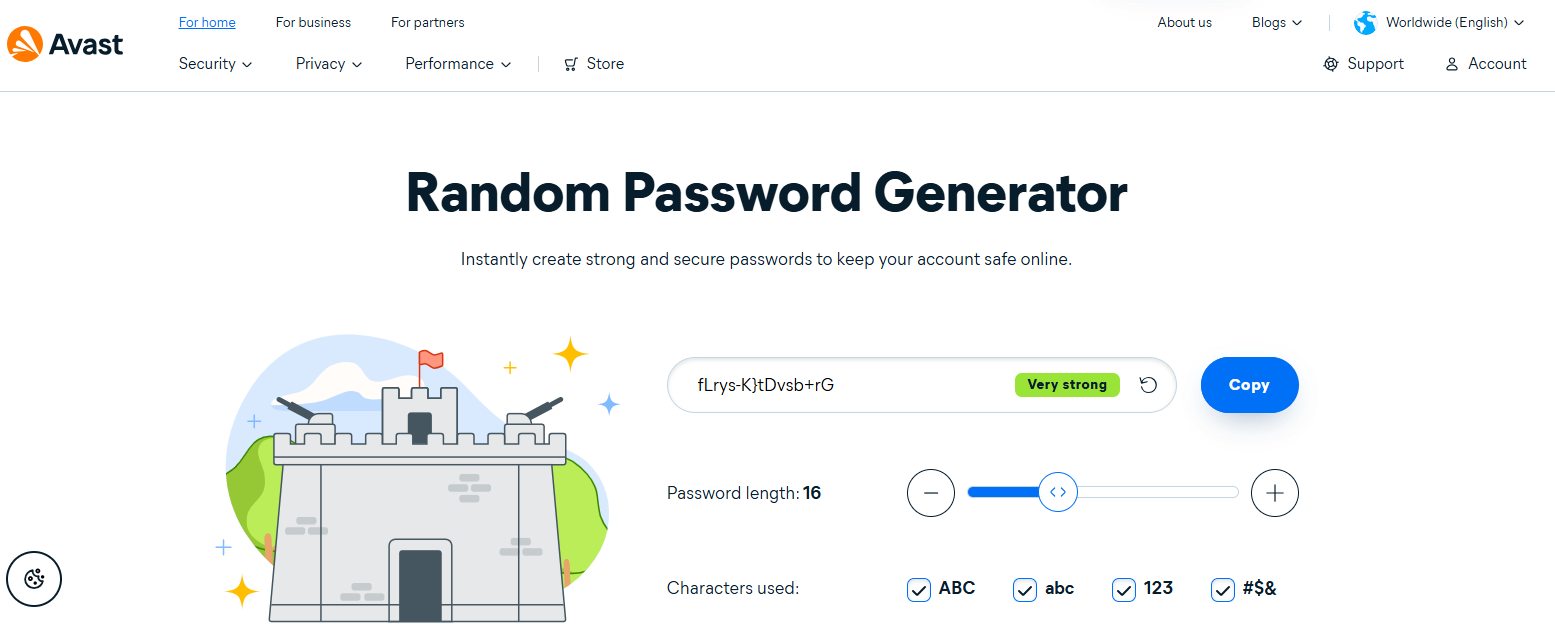 For home For business For partners About us Blogs Worldwide (English)
Avast
Security Privacy Performance Store Support Account
Random Password Generator
Instantly create strong and secure passwords to keep your account safe online.
fLrys-K}tDvsb+rG Very strong Copy
Password length: 16
Characters used: ABC abc 123 #$&